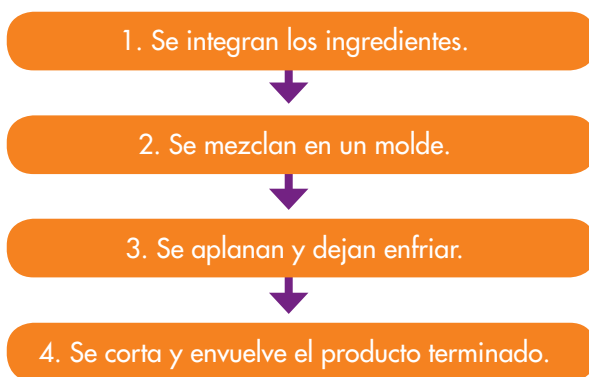 1. Se integran los ingredientes.
2. Se mezclan en un molde.
3. Se aplanan y dejan enfriar.
4. Se corta y envuelve el producto terminado.